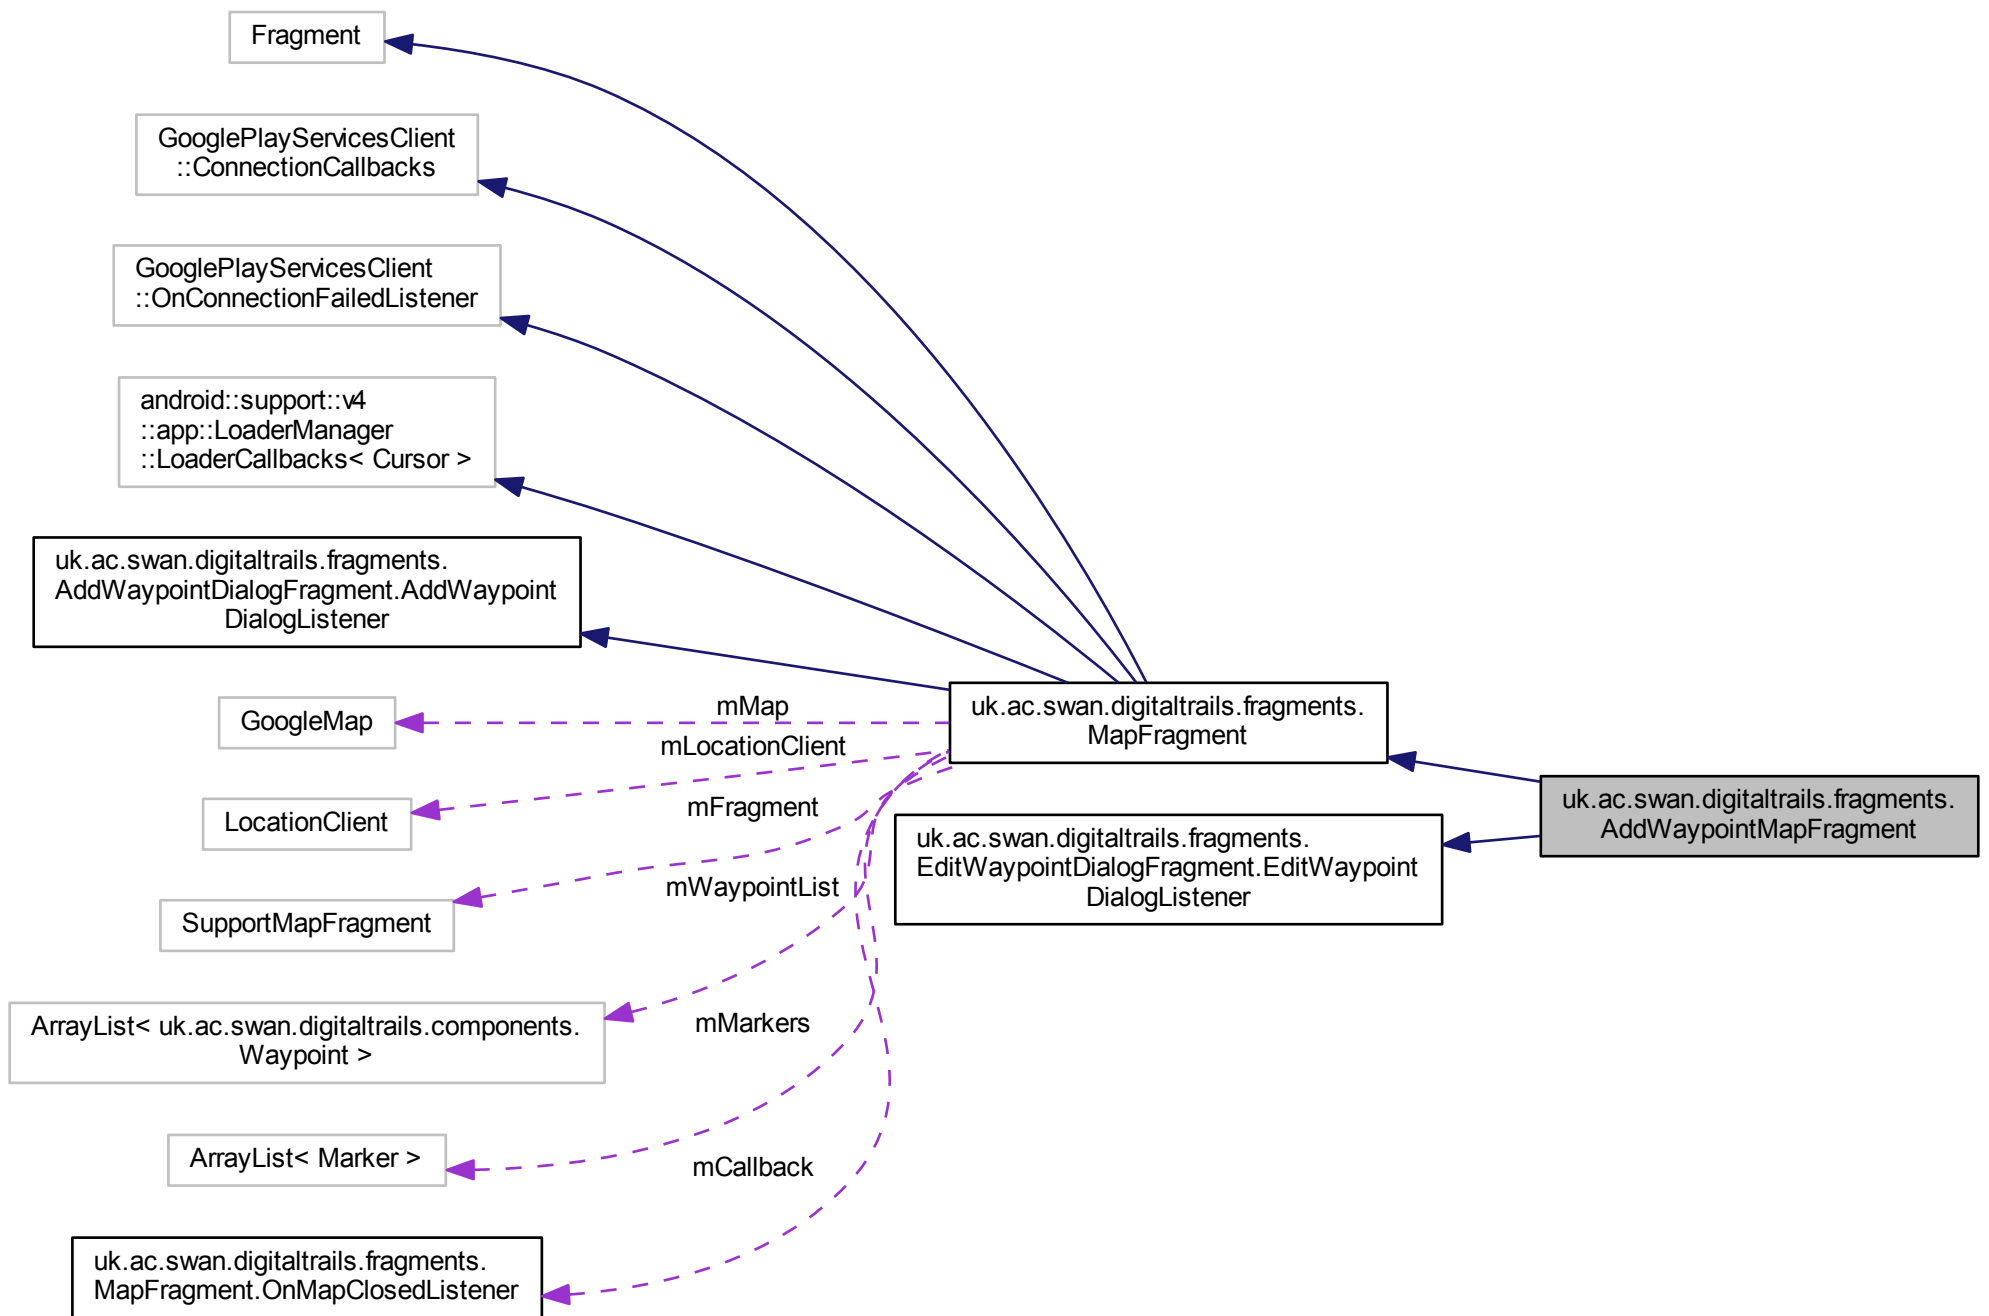 Fragment
GooglePlayServicesClient
::ConnectionCallbacks
GooglePlayServicesClient
::OnConnectionFailedListener
android::support::v4
::app::LoaderManager
::LoaderCallbacks< Cursor >
uk.ac.swan.digitaltrails.fragments.
AddWaypointDialogFragment.AddWaypoint
DialogListener
GoogleMap
LocationClient
SupportMapFragment
ArrayList< uk.ac.swan.digitaltrails.components.
Waypoint >
ArrayList< Marker >
uk.ac.swan.digitaltrails.fragments.
MapFragment.OnMapClosedListener
mMap
mLocationClient
mFragment
mWaypointList
mMarkers
mCallback
uk.ac.swan.digitaltrails.fragments.
MapFragment
uk.ac.swan.digitaltrails.fragments.
EditWaypointDialogFragment.EditWaypoint
DialogListener
uk.ac.swan.digitaltrails.fragments.
AddWaypointMapFragment